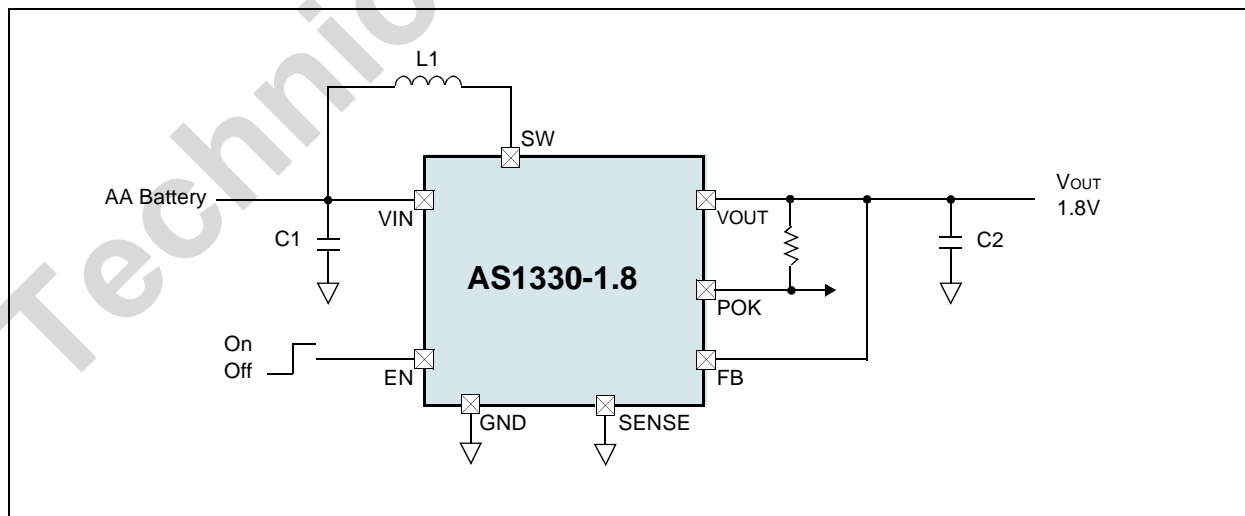 Technic
L1
SW
AA Battery
VIN
C1
VOUT
VOUT
1.8V
C2
AS1330-1.8
POK
On
Off
EN
FB
GND
SENSE